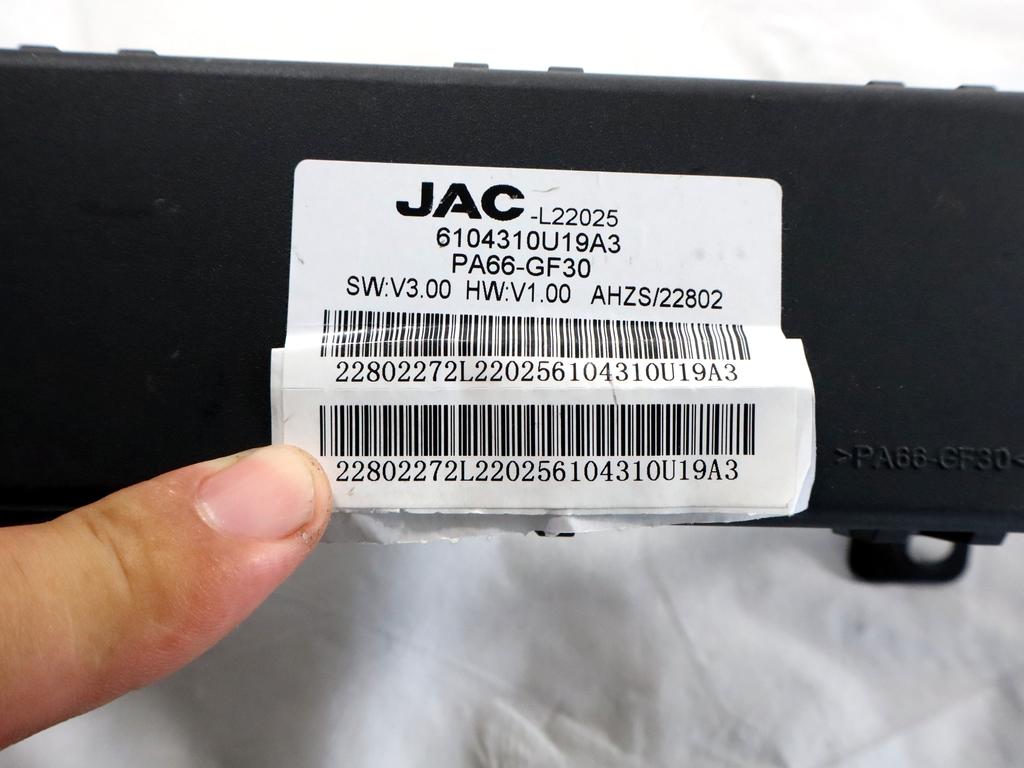 JAC -L22025
6104310U19A3
PA66-GF30
SW:V3.00 HW:V1.00 AHZS/22802
22802272L220256104310U19A3
22802272L220256104310U19A3
>PA66-GF30<